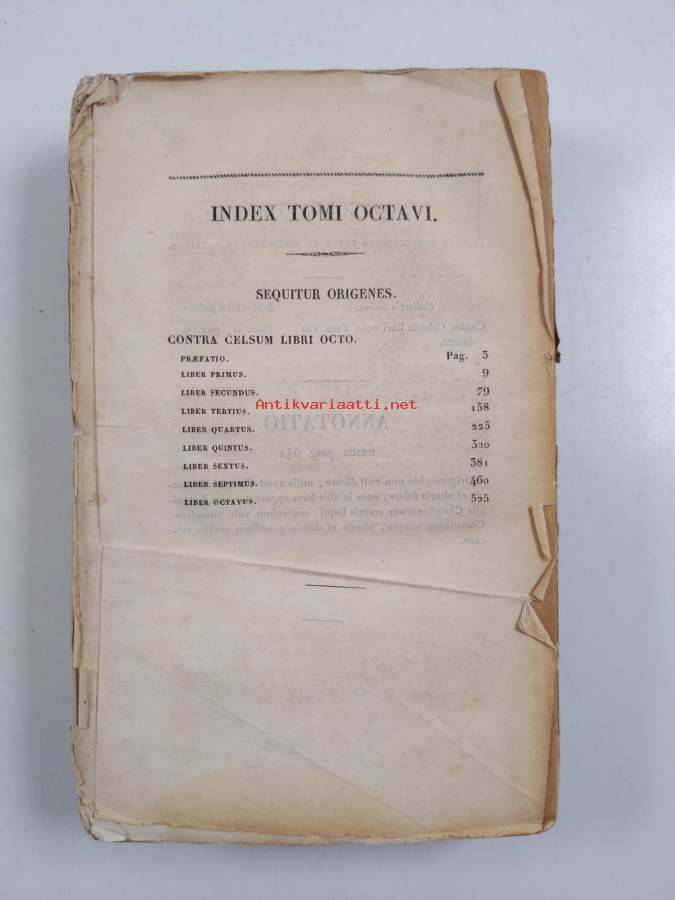 INDEX TOMI OCTAVI.
SEQUITUR ORIGENES.
CONTRA CELSUM LIBRI OCTO.
PRÆFATIO. Pag. 3
LIBER PRIMUS. 9
LIBER SECUNDUS. 79
Antikvariaatti.net
LIBER TERTIUS. 158
LIBER QUARTUS. 225
LIBER QUINTUS. 320
LIBER SEXTUS. 381
LIBER SEPTIMUS. 460
LIBER OCTAVUS. 525